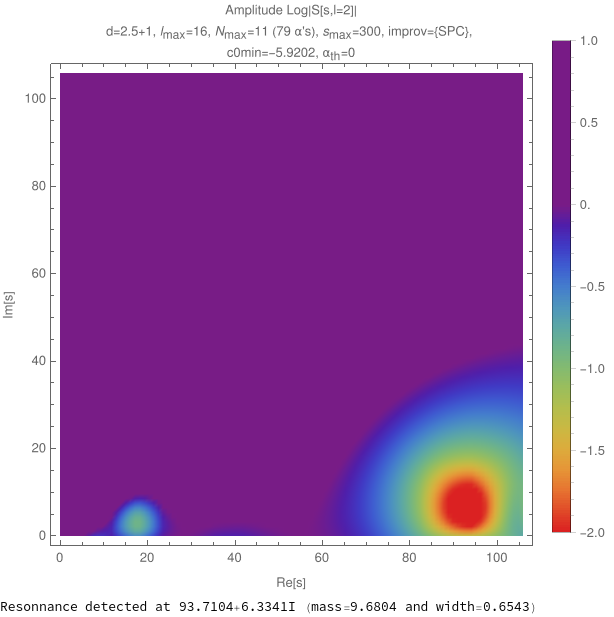 Amplitude Log|S[s,l=2]|
d=2.5+1, lmax=16, Nmax=11 (79 α's), smax=300, improv={SPC},
c0min=−5.9202, αth=0
1.0
0.5
0.
−0.5
−1.0
−1.5
−2.0
100
80
60
40
20
0
Im[s]
0 20 40 60 80 100
Re[s]
Resonnance detected at 93.7104+6.3341I (mass=9.6804 and width=0.6543)